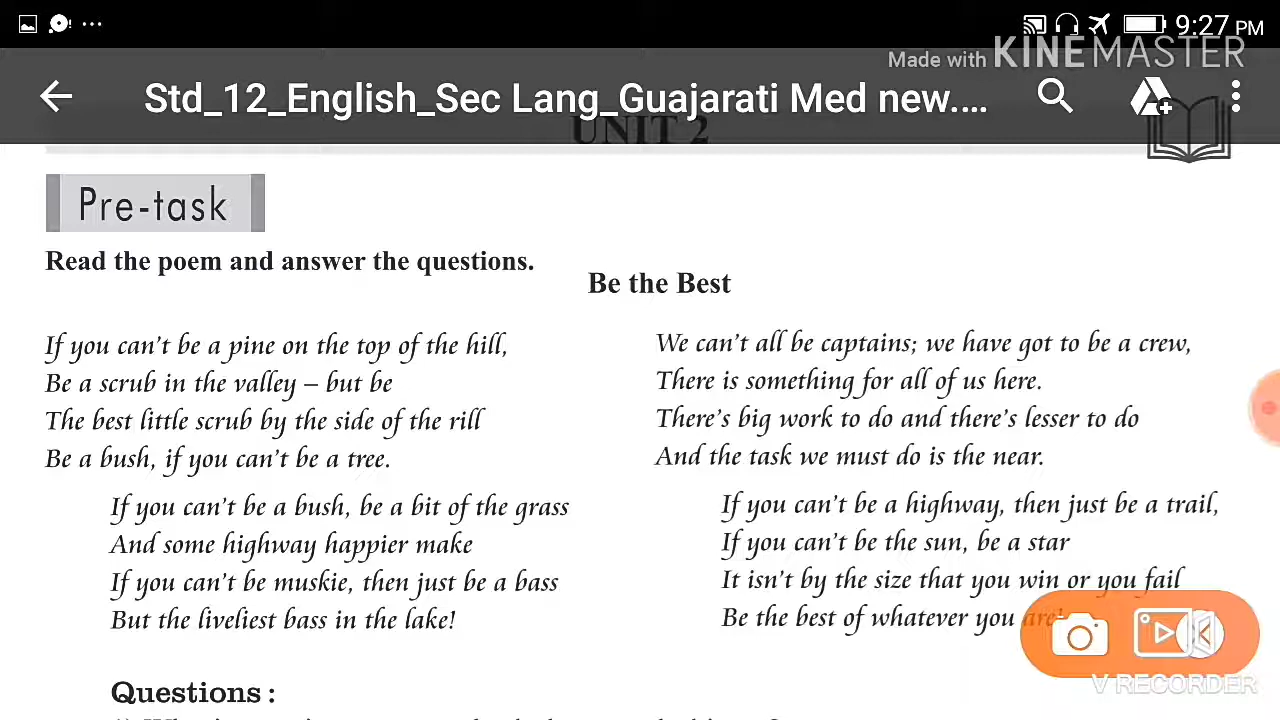 9:27 PM
Made with KINEMASTER
Std_12_English_Sec Lang_Guajarati Med new....
UNIT 2
Pre-task
Read the poem and answer the questions.
Be the Best
If you can't be a pine on the top of the hill,
Be a scrub in the valley – but be
The best little scrub by the side of the rill
Be a bush, if you can't be a tree.
If you can't be a bush, be a bit of the grass
And some highway happier make
If you can't be muskie, then just be a bass
But the liveliest bass in the lake!
We can't all be captains; we have got to be a crew,
There is something for all of us here.
There's big work to do and there's lesser to do
And the task we must do is the near.
If you can't be a highway, then just be a trail,
If you can't be the sun, be a star
It isn't by the size that you win or you fail
Be the best of whatever you are!
Questions :
V RECORDER